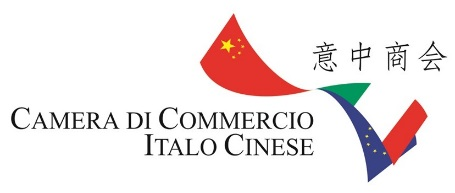 意中商会
CAMERA DI COMMERCIO
ITALO CINESE